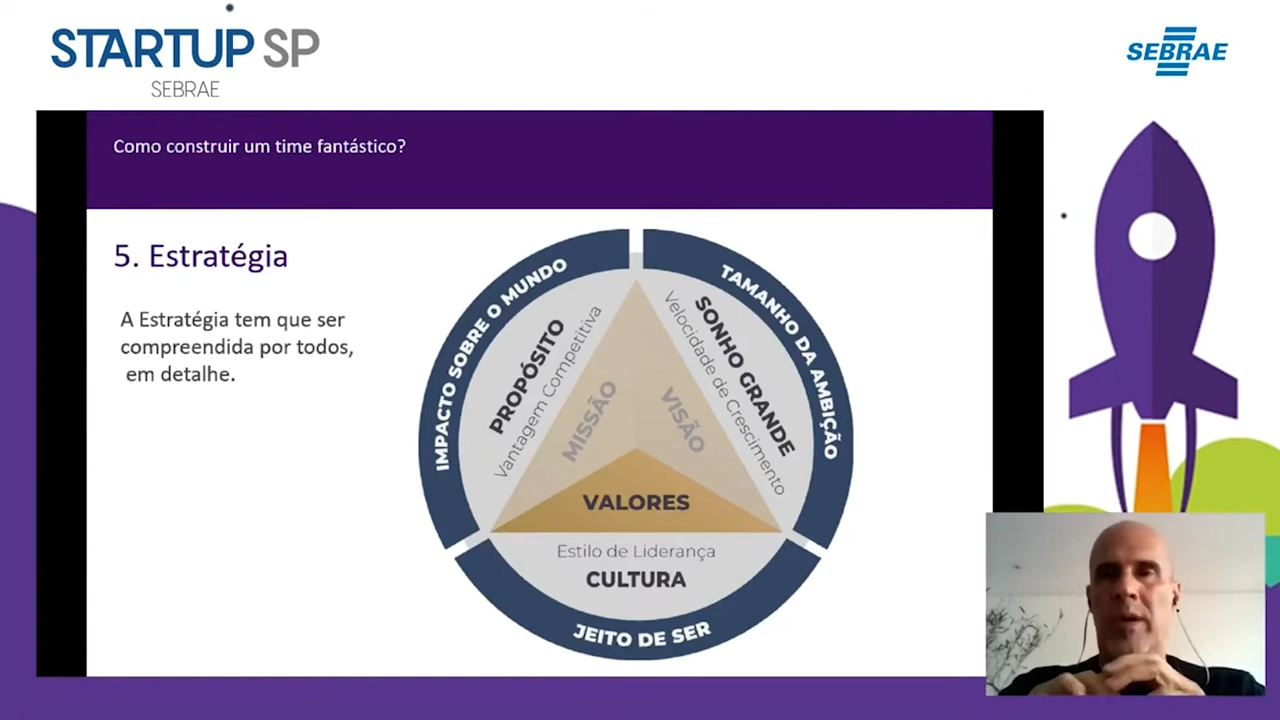 STARTUP SP
SEBRAE
SEBRAE
Como construir um time fantástico?
5. Estratégia
A Estratégia tem que ser
compreendida por todos,
em detalhe.
IMPACTO SOBRE O MUNDO
PROPÓSITO
Vantagem Competitiva
MISSÃO
TAMANHO DA AMBIÇÃO
SONHO GRANDE
Velocidade de Crescimento
VISÃO
VALORES
Estilo de Liderança
CULTURA
JEITO DE SER